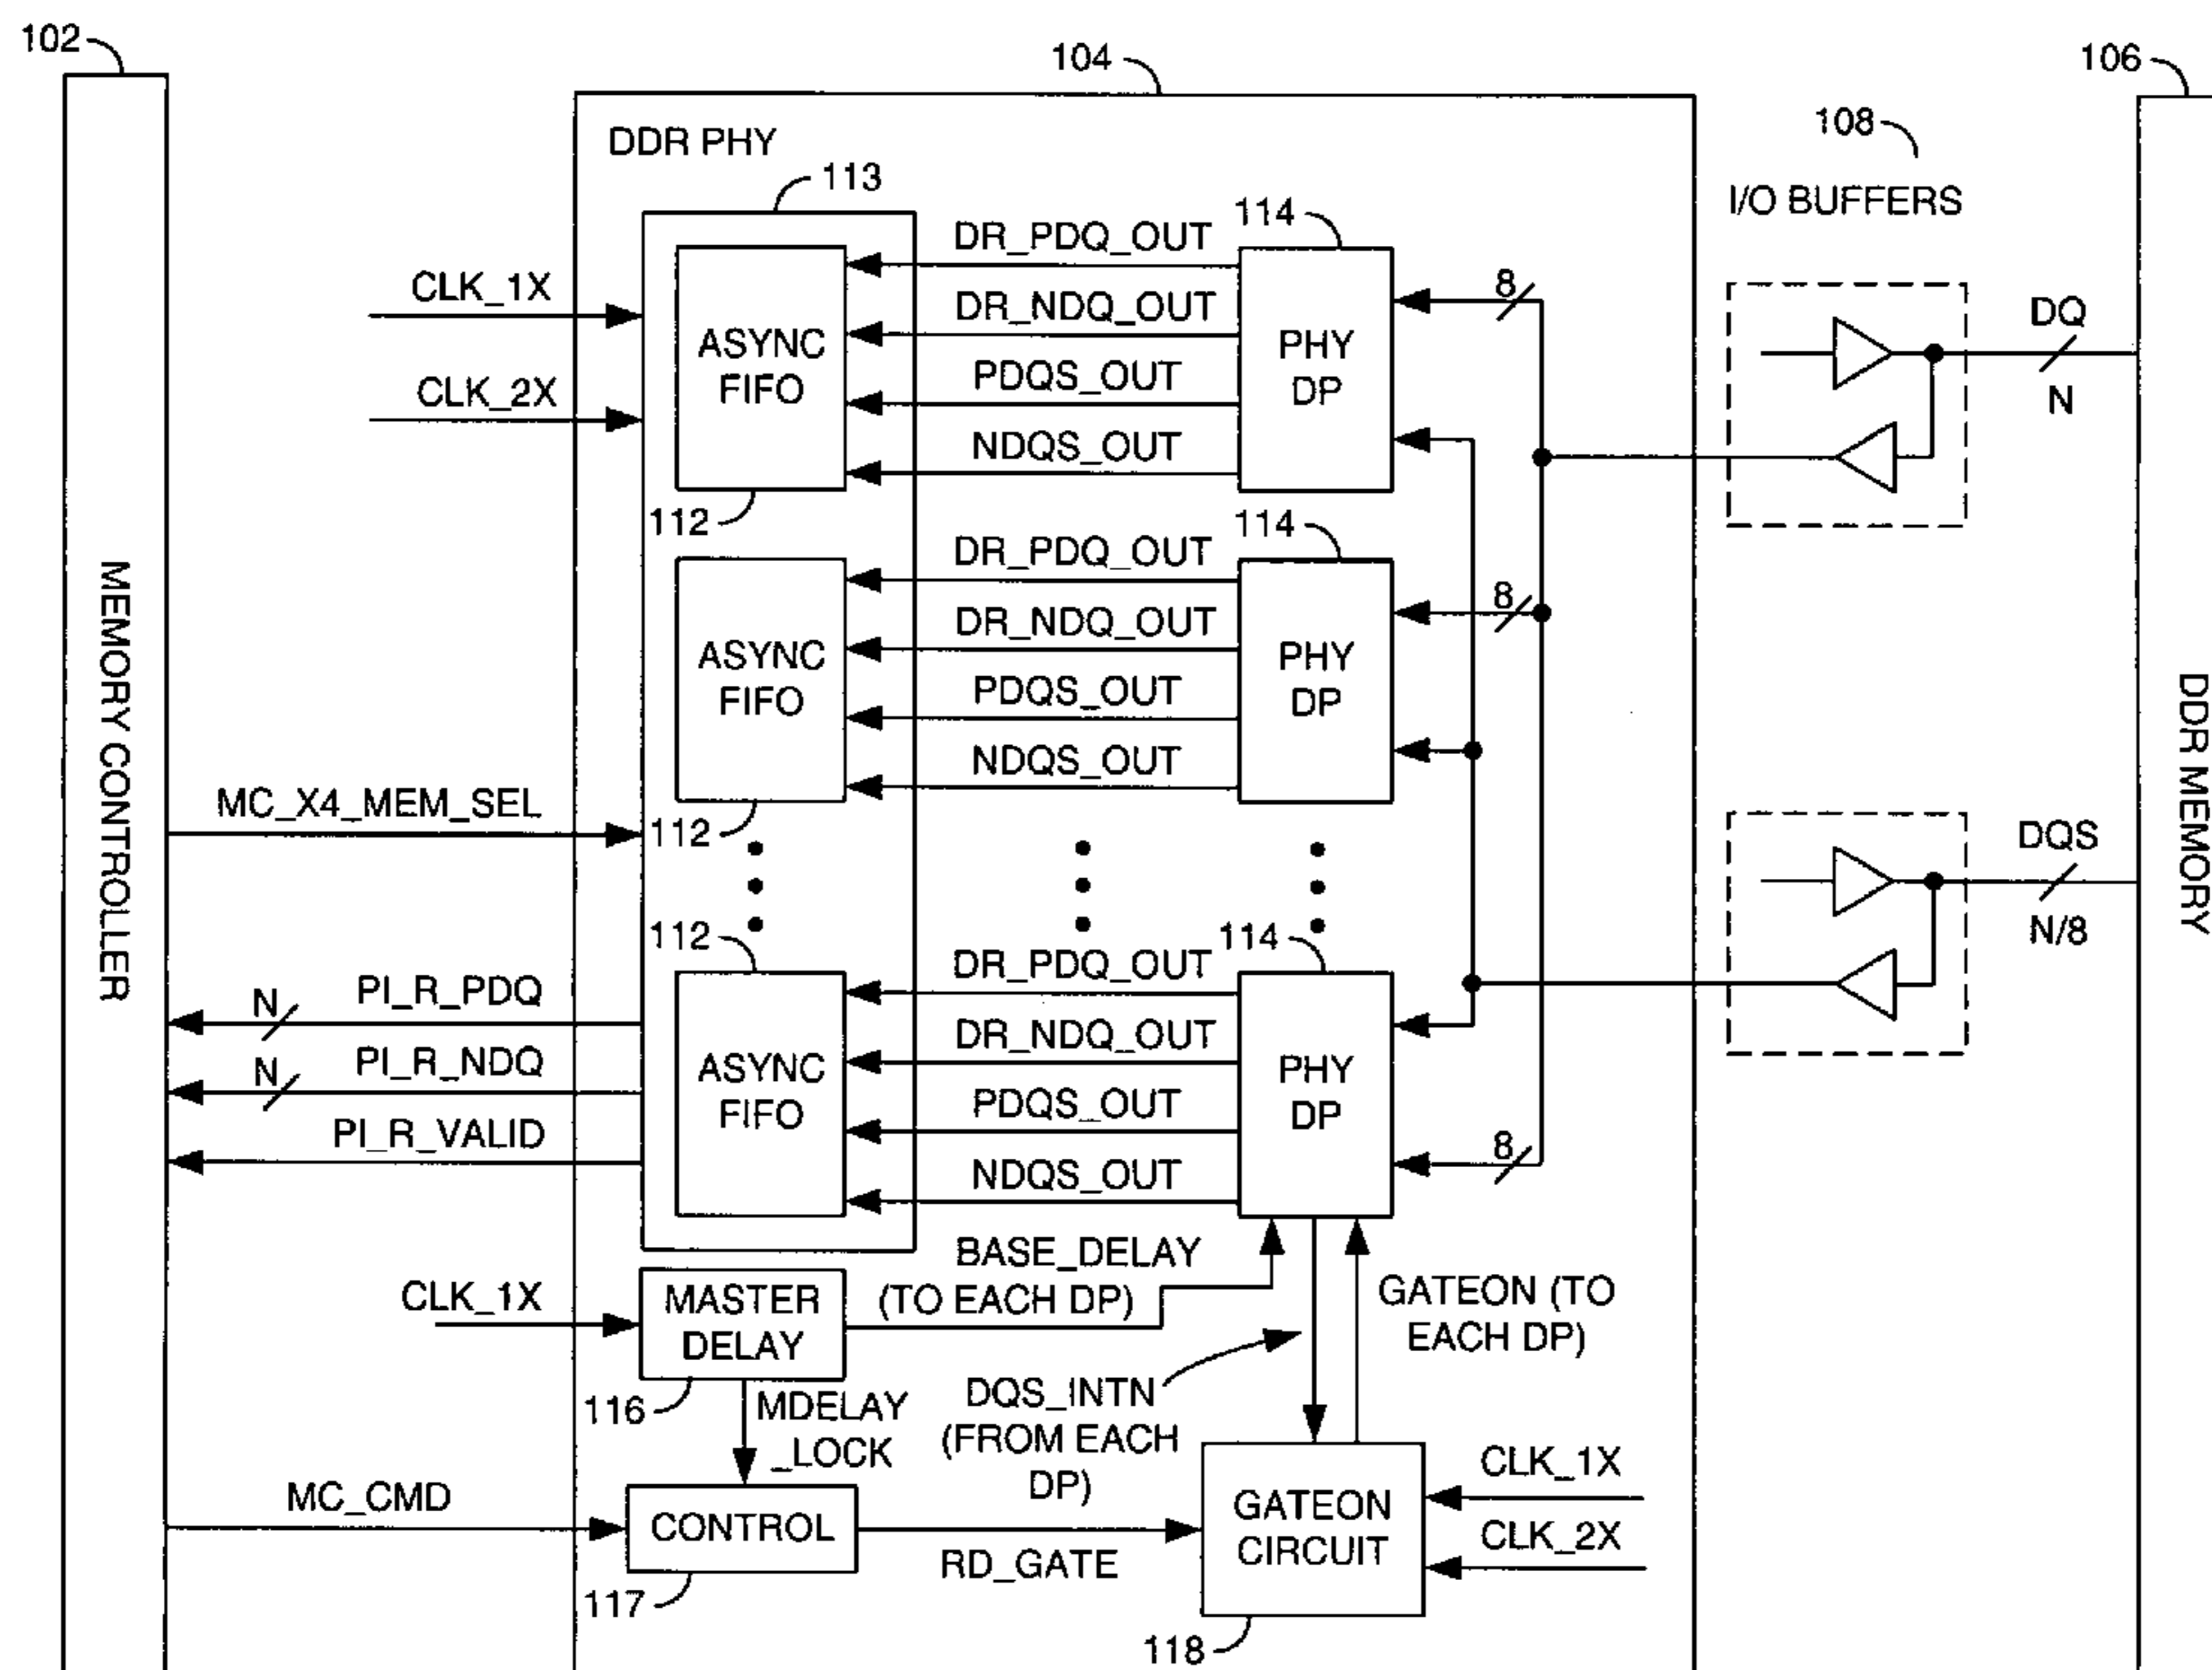 102
104
106
108
DDR PHY
113
114
I/O BUFFERS
DR_PDQ_OUT
8
CLK_1X
DR_NDQ_OUT
DQ
ASYNC
FIFO
PHY
DP
PDQS_OUT
CLK_2X
N
NDQS_OUT
112
114
DR_PDQ_OUT
8
DR_NDQ_OUT
ASYNC
FIFO
PHY
DP
PDQS_OUT
MEMORY CONTROLLER
DDR MEMORY
NDQS_OUT
MC_X4_MEM_SEL
112
DQS
N/8
112
114
DR_PDQ_OUT
N
PI_R_PDQ
DR_NDQ_OUT
N
PI_R_NDQ
ASYNC
FIFO
PHY
DP
PDQS_OUT
PI_R_VALID
8
NDQS_OUT
BASE_DELAY
(TO EACH DP)
CLK_1X
MASTER
DELAY
GATEON (TO
EACH DP)
116
MDELAY
_LOCK
DQS_INTN
(FROM EACH
DP)
CLK_1X
MC_CMD
CONTROL
GATEON
CIRCUIT
CLK_2X
RD_GATE
117
118